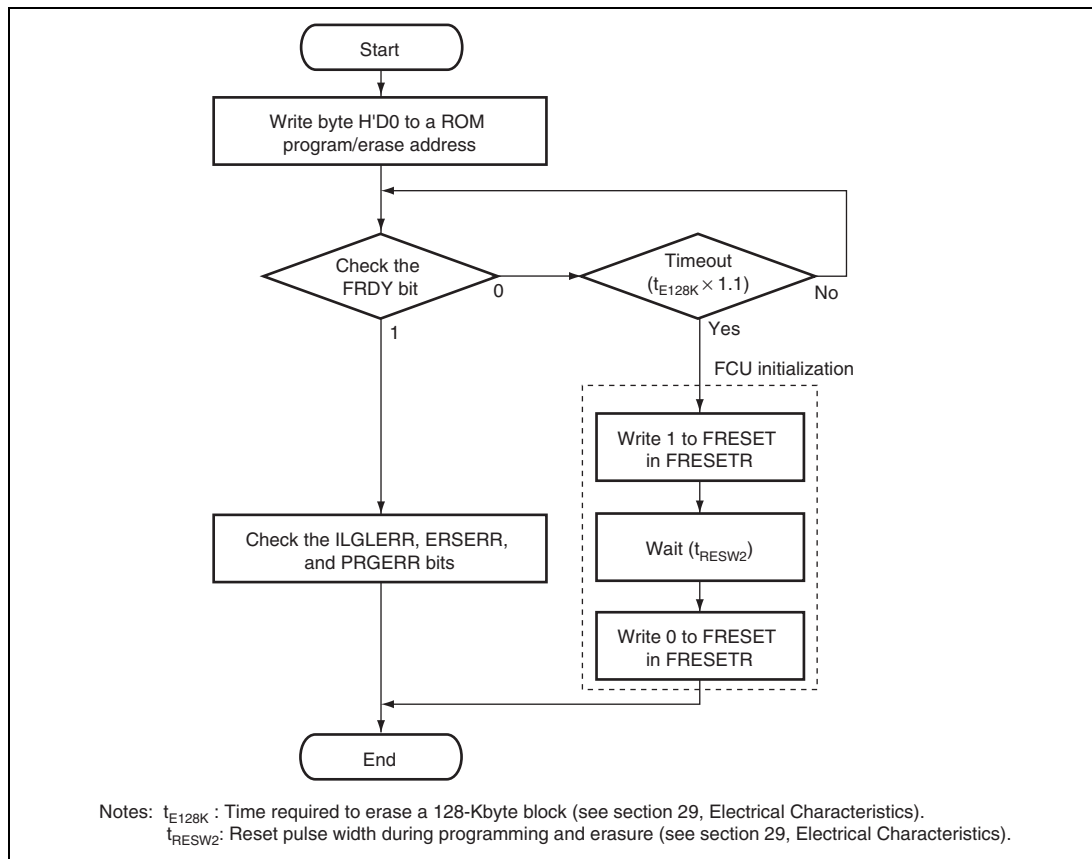 Start
Write byte H'D0 to a ROM
program/erase address
Check the
FRDY bit
0
1
Timeout
(tE128K × 1.1)
No
Yes
FCU initialization
Write 1 to FRESET
in FRESETR
Wait (tRESW2)
Write 0 to FRESET
in FRESETR
Check the ILGLERR, ERSERR,
and PRGERR bits
End
Notes: tE128K : Time required to erase a 128-Kbyte block (see section 29, Electrical Characteristics).
tRESW2: Reset pulse width during programming and erasure (see section 29, Electrical Characteristics).